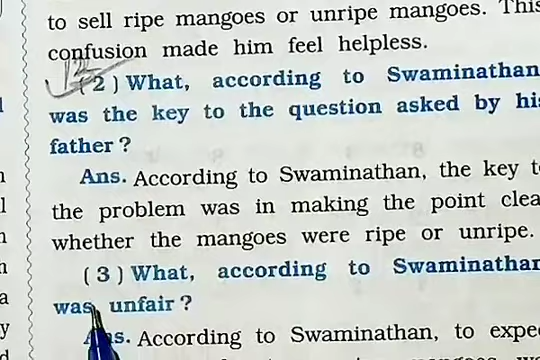 to sell ripe mangoes or unripe mangoes. This
confusion made him feel helpless.
(2) What, according to Swaminathan
was the key to the question asked by his
father ?
Ans. According to Swaminathan, the key to
the problem was in making the point clea
whether the mangoes were ripe or unripe.
(3) What, according to Swaminathan
was unfair ?
Ans. According to Swaminathan, to expe